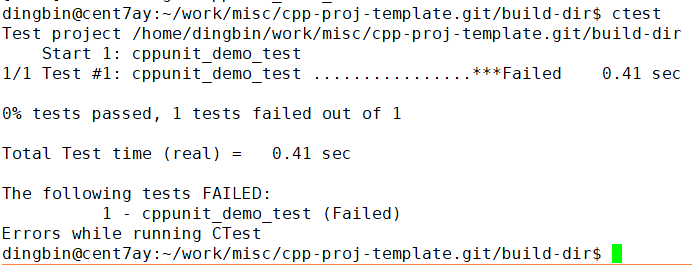 dingbin@cent7ay:~/work/misc/cpp-proj-template.git/build-dir$ ctest
Test project /home/dingbin/work/misc/cpp-proj-template.git/build-dir
    Start 1: cppunit_demo_test
1/1 Test #1: cppunit_demo_test ................***Failed    0.41 sec

0% tests passed, 1 tests failed out of 1

Total Test time (real) =   0.41 sec

The following tests FAILED:
          1 - cppunit_demo_test (Failed)
Errors while running CTest
dingbin@cent7ay:~/work/misc/cpp-proj-template.git/build-dir$